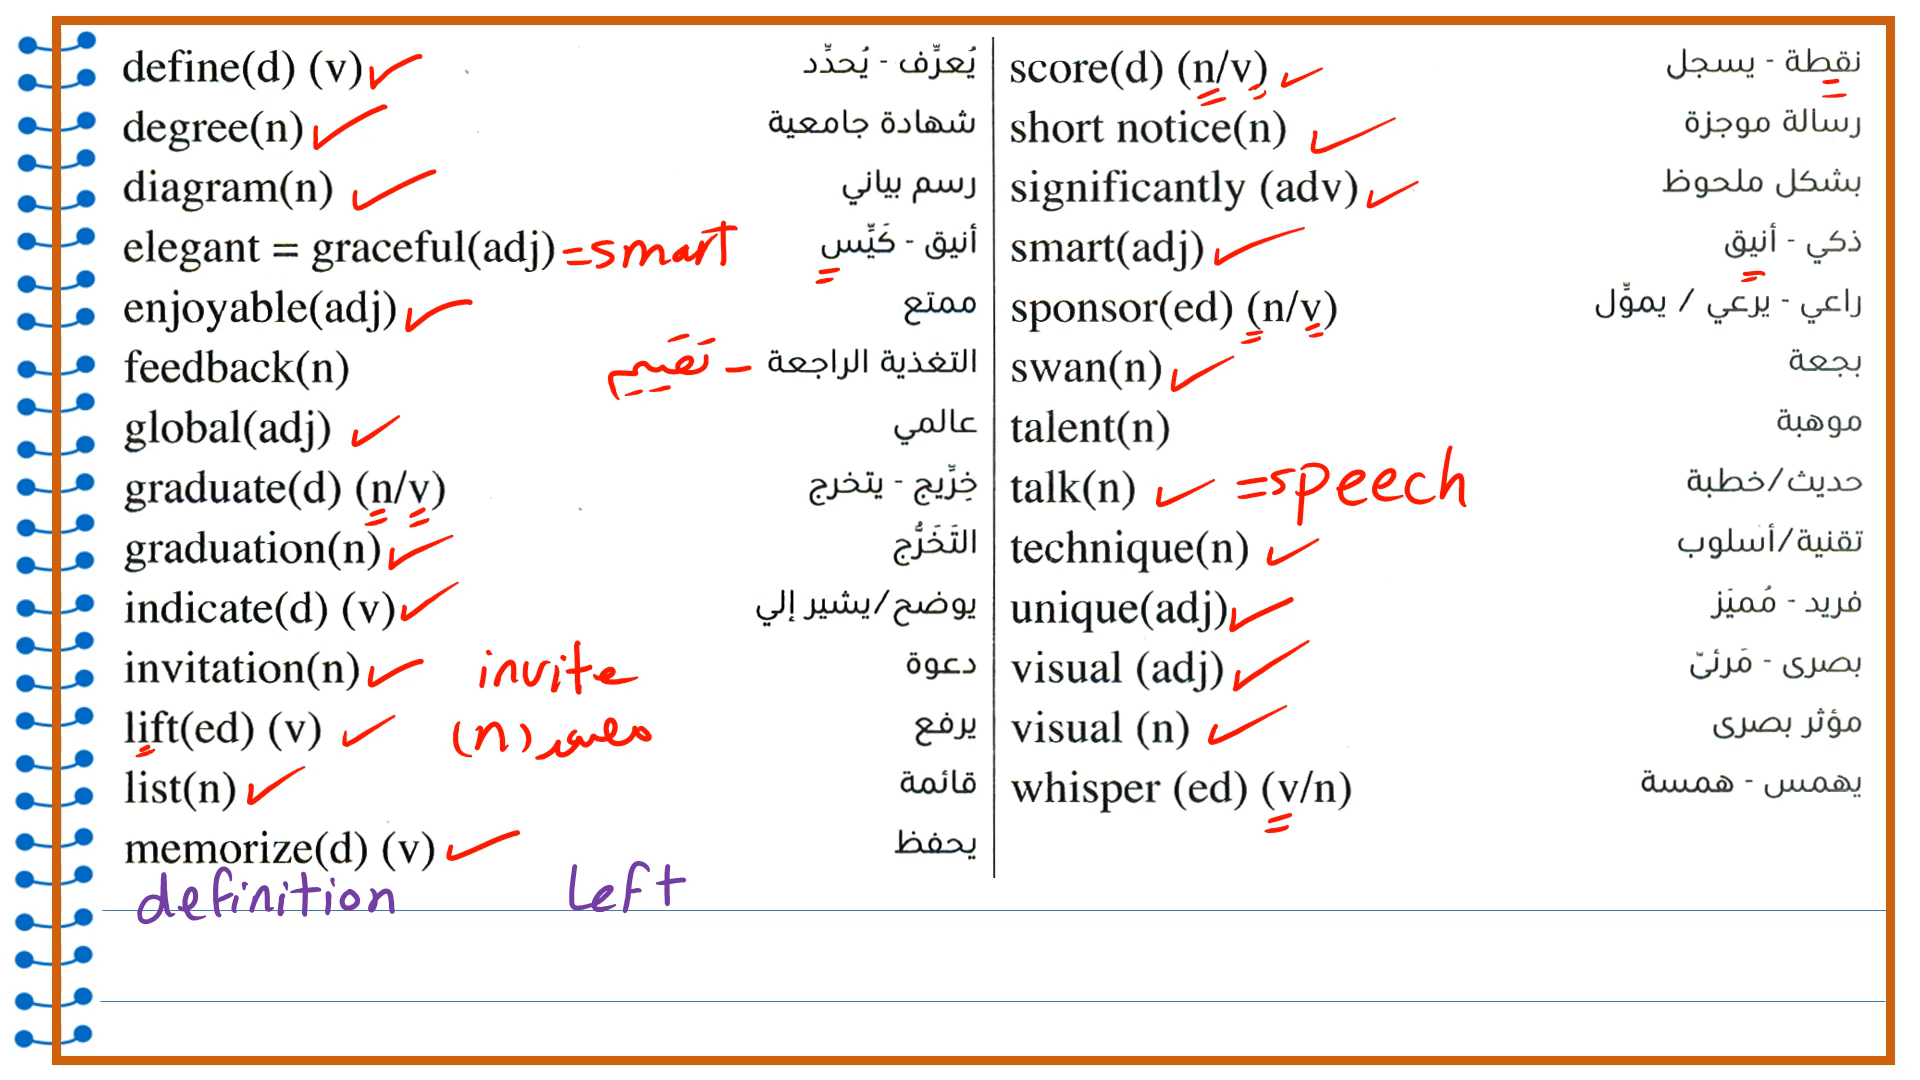 define(d) (v) يُعرِّف - يُحدِّد
degree(n) شهادة جامعية
diagram(n) رسم بياني
elegant = graceful(adj) =smart أنيق - كَيِّس
enjoyable(adj) ممتع
feedback(n) التغذية الراجعة - تقييم
global(adj) عالمي
graduate(d) (n/v) خِرِّيج - يتخرج
graduation(n) التَخَرُّج
indicate(d) (v) يوضح/يشير إلي
invitation(n) invite دعوة
lift(ed) (v) (n) مصعد يرفع
list(n) قائمة
memorize(d) (v) يحفظ
definition Left
score(d) (n/v) نقطة - يسجل
short notice(n) رسالة موجزة
significantly (adv) بشكل ملحوظ
smart(adj) ذكي - أنيق
sponsor(ed) (n/v) راعي - يرعي / يموِّل
swan(n) بجعة
talent(n) موهبة
talk(n) =speech حديث/خطبة
technique(n) تقنية/أسلوب
unique(adj) فريد - مُميَز
visual (adj) بصرى - مَرئىّ
visual (n) مؤثر بصرى
whisper (ed) (v/n) يهمس - همسة